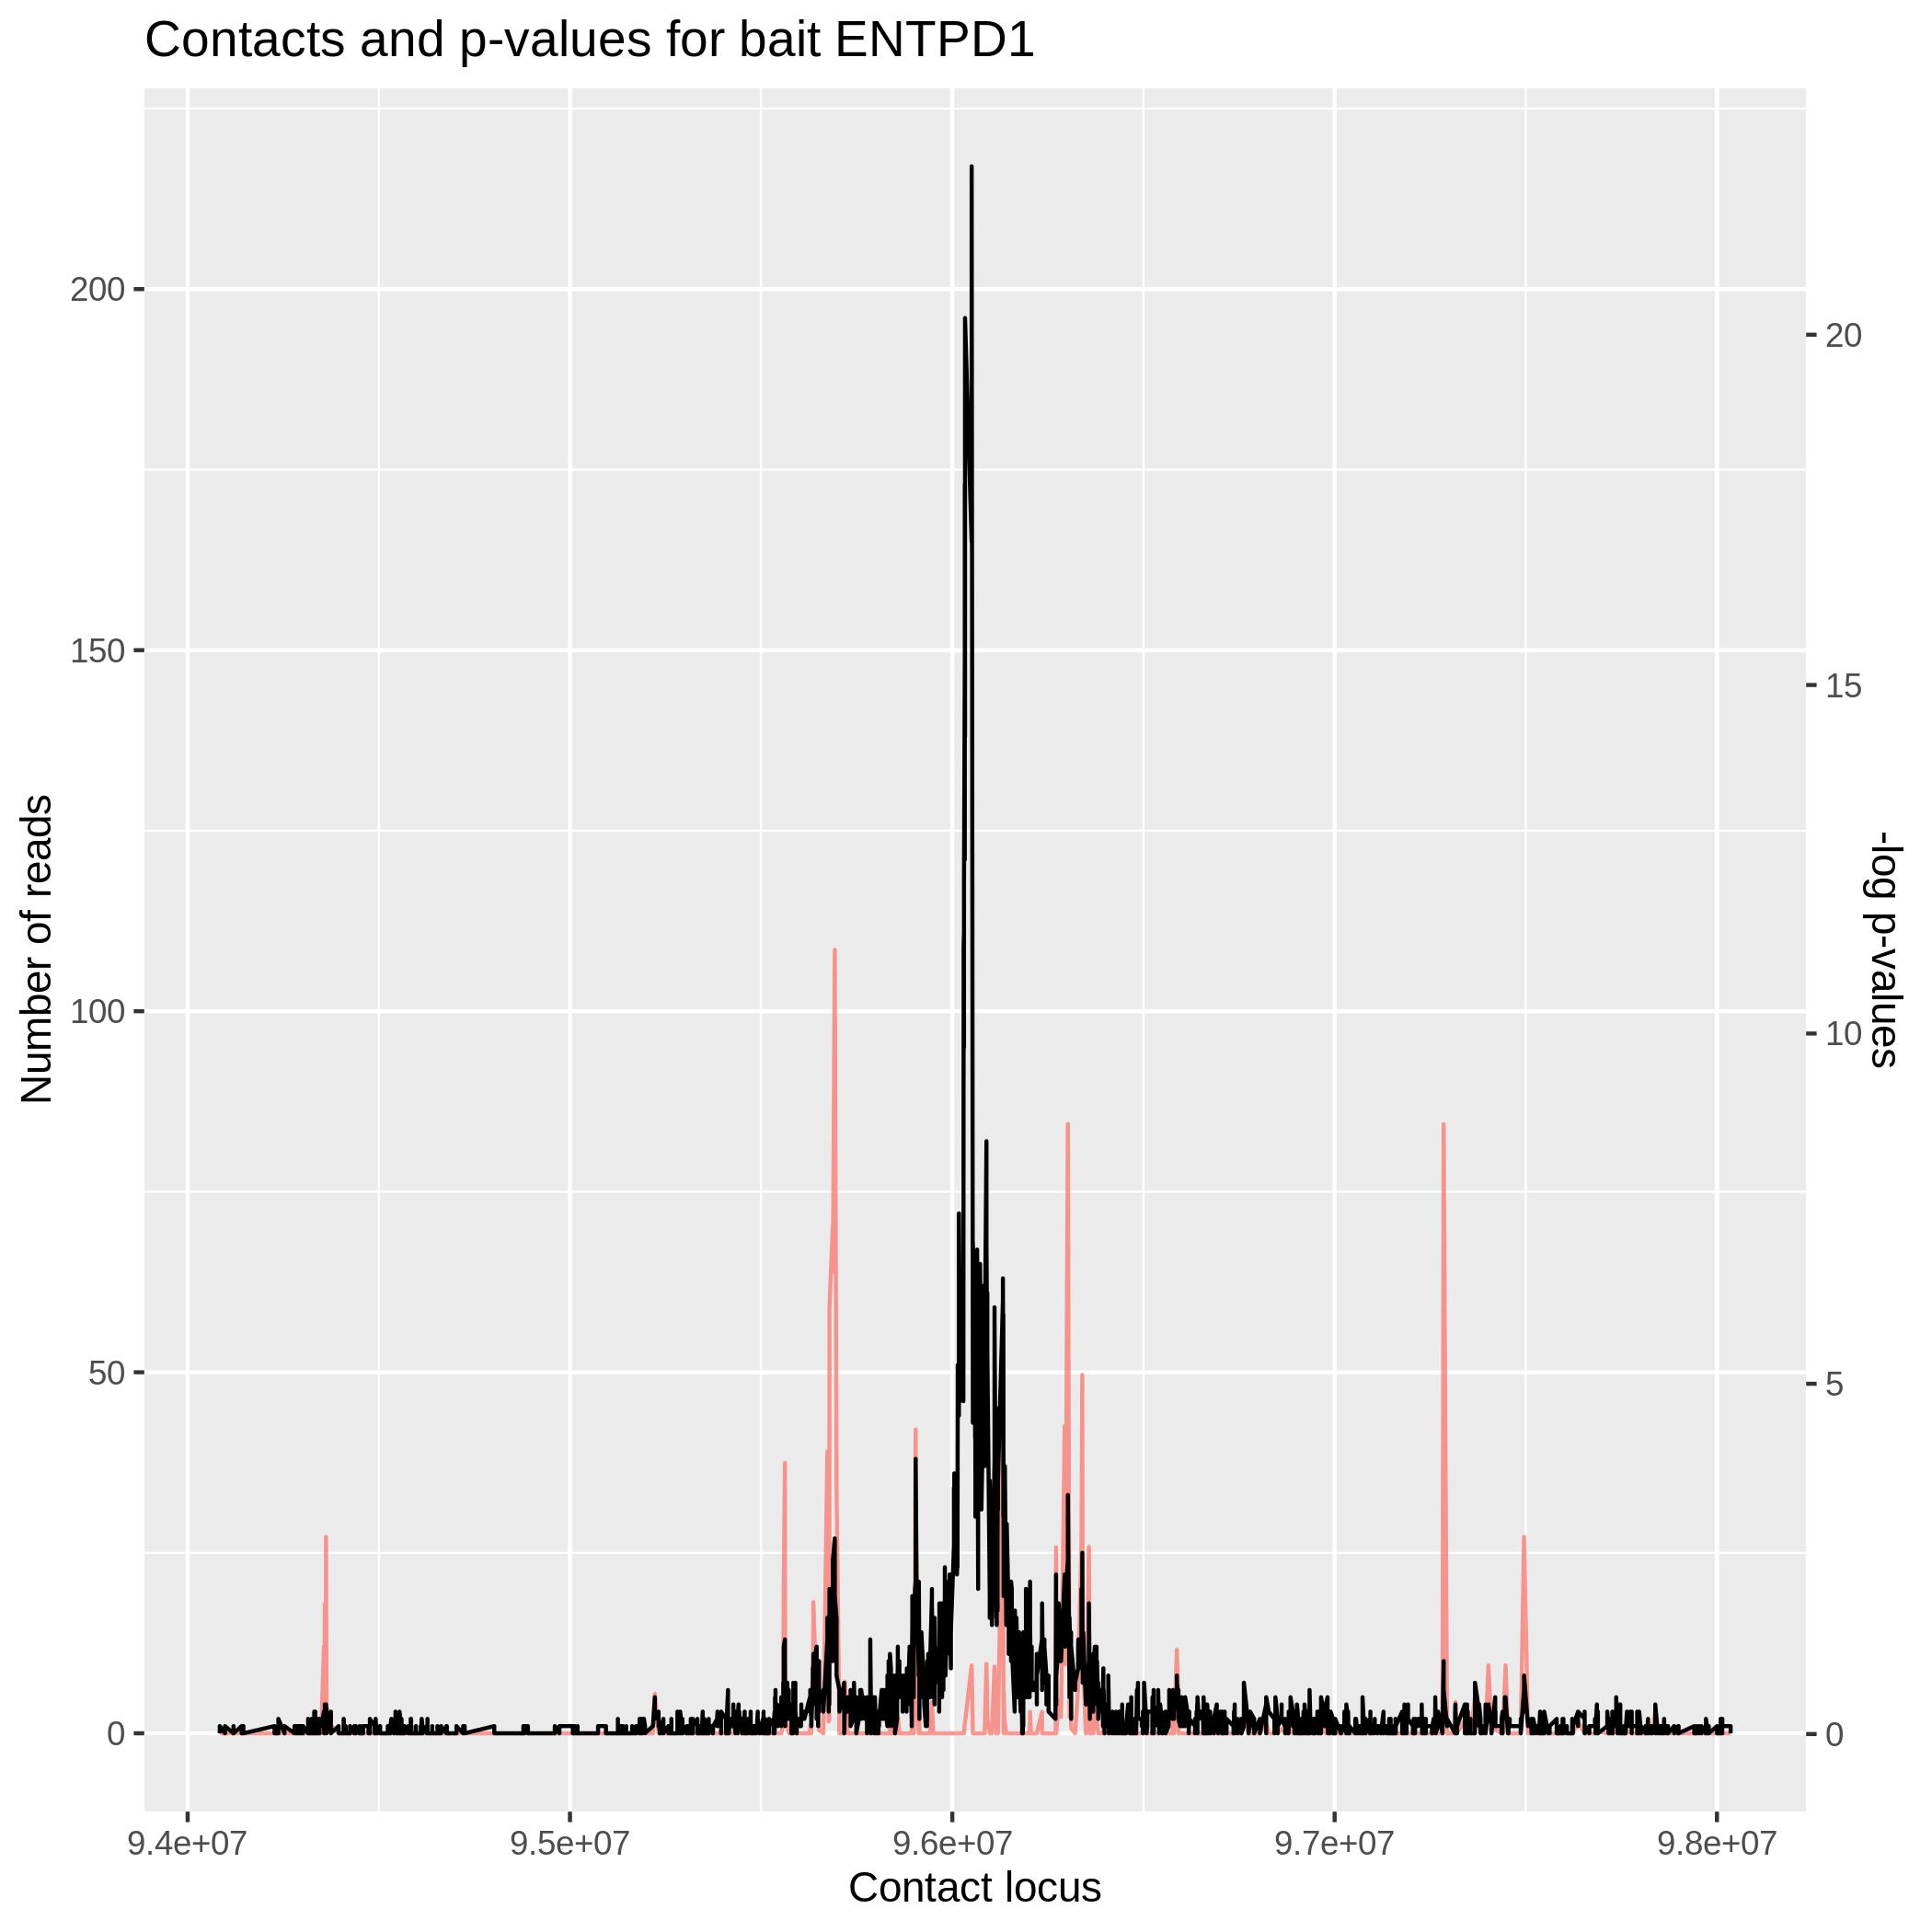 Contacts and p-values for bait ENTPD1
Number of reads
200
150
100
50
0
20
15
10
5
0
-log p-values
9.4e+07
9.5e+07
9.6e+07
9.7e+07
9.8e+07
Contact locus